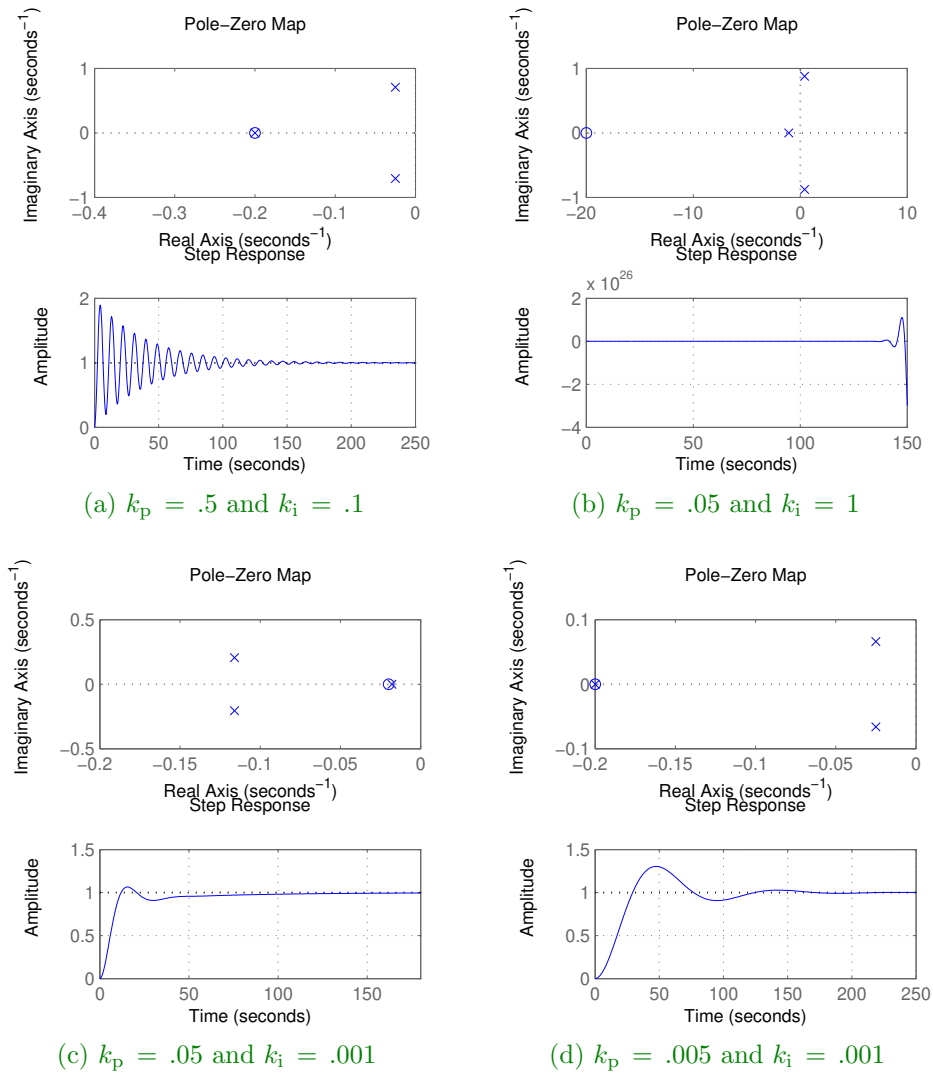 Pole−Zero Map
Imaginary Axis (seconds⁻¹)
1
0
−1
−0.4 −0.3 −0.2 −0.1 0
Real Axis (seconds⁻¹)
Step Response
Amplitude
2
1
0
0 50 100 150 200 250
Time (seconds)
(a) kp = .5 and ki = .1
Pole−Zero Map
Imaginary Axis (seconds⁻¹)
1
0
−1
−20 −10 0 10
Real Axis (seconds⁻¹)
Step Response
x 10²⁶
Amplitude
2
0
−2
−4
0 50 100 150
Time (seconds)
(b) kp = .05 and ki = 1
Pole−Zero Map
Imaginary Axis (seconds⁻¹)
0.5
0
−0.5
−0.2 −0.15 −0.1 −0.05 0
Real Axis (seconds⁻¹)
Step Response
Amplitude
1.5
1
0.5
0
0 50 100 150
Time (seconds)
(c) kp = .05 and ki = .001
Pole−Zero Map
Imaginary Axis (seconds⁻¹)
0.1
0
−0.1
−0.2 −0.15 −0.1 −0.05 0
Real Axis (seconds⁻¹)
Step Response
Amplitude
1.5
1
0.5
0
0 50 100 150 200 250
Time (seconds)
(d) kp = .005 and ki = .001